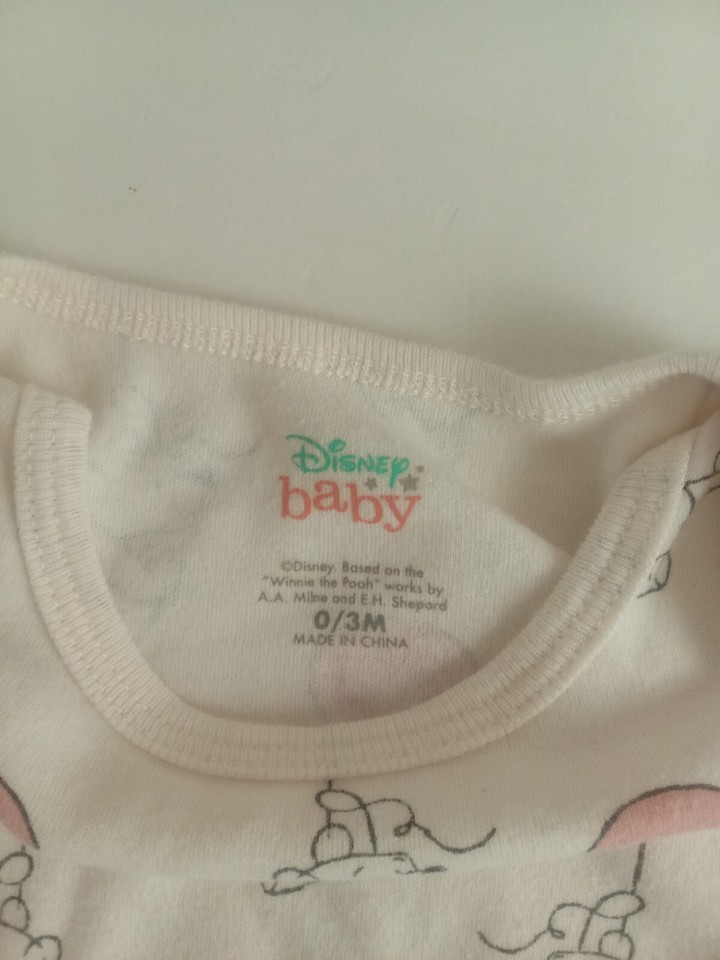 Disney
baby
©Disney. Based on the
"Winnie the Pooh" works by
A.A. Milne and E.H. Shepard
0/3M
MADE IN CHINA